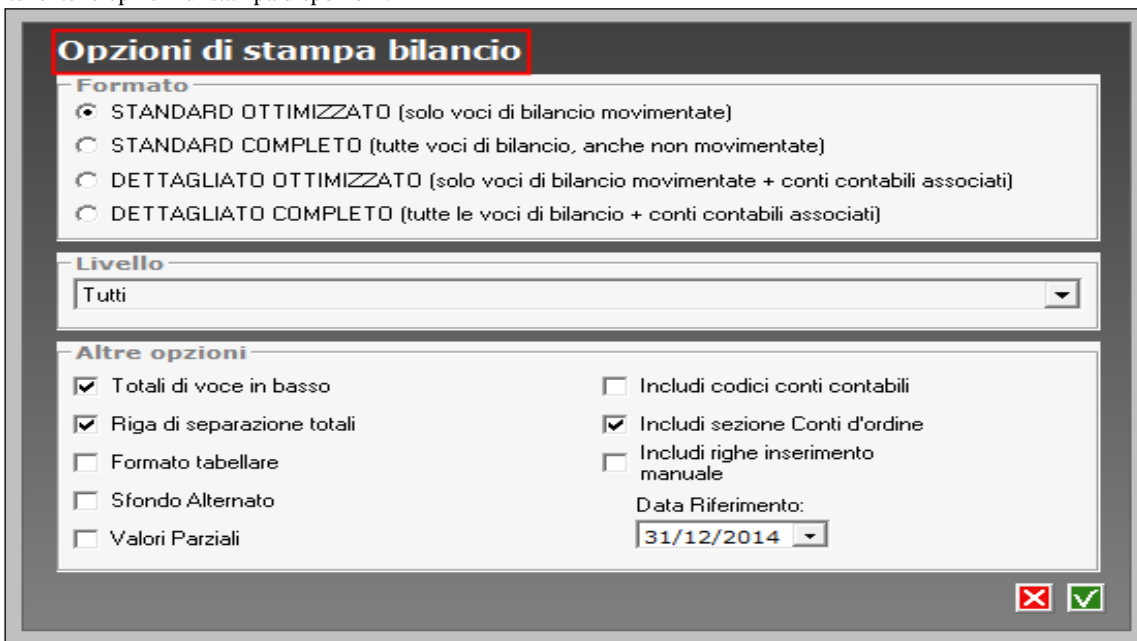 Opzioni di stampa bilancio
Formato
STANDARD OTTIMIZZATO (solo voci di bilancio movimentate)
STANDARD COMPLETO (tutte voci di bilancio, anche non movimentate)
DETTAGLIATO OTTIMIZZATO (solo voci di bilancio movimentate + conti contabili associati)
DETTAGLIATO COMPLETO (tutte le voci di bilancio + conti contabili associati)
Livello
Tutti
Altre opzioni
Totali di voce in basso
Riga di separazione totali
Formato tabellare
Sfondo Alternato
Valori Parziali
Includi codici conti contabili
Includi sezione Conti d'ordine
Includi righe inserimento
manuale
Data Riferimento:
31/12/2014